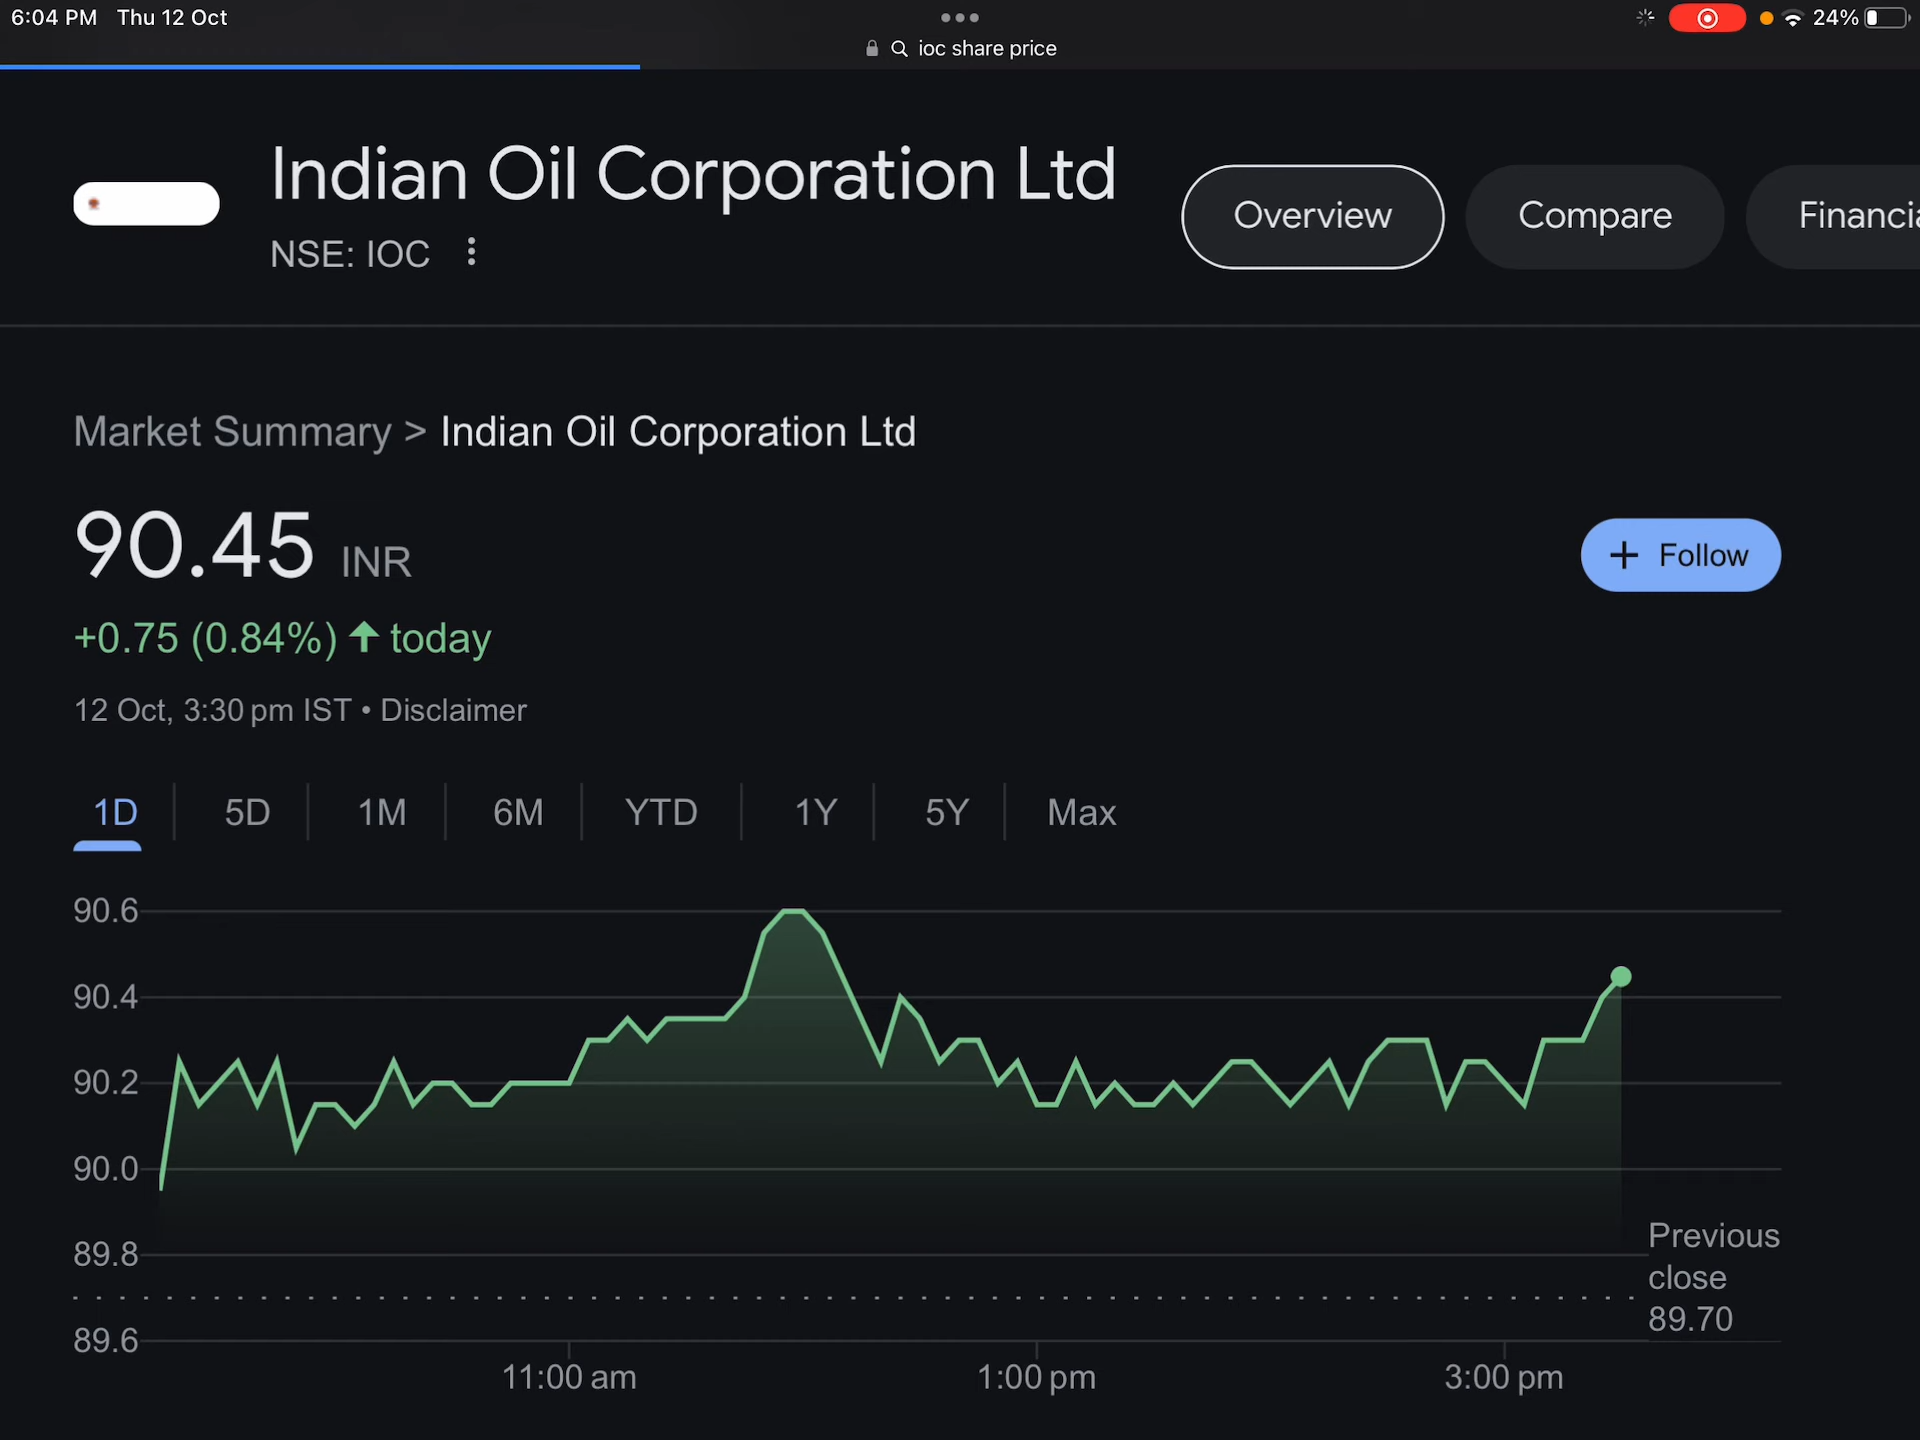 6:04 PM Thu 12 Oct
24%
ioc share price
Indian Oil Corporation Ltd
NSE: IOC
Overview
Compare
Financia
Market Summary > Indian Oil Corporation Ltd
90.45 INR
+ Follow
+0.75 (0.84%) ↑ today
12 Oct, 3:30 pm IST • Disclaimer
1D 5D 1M 6M YTD 1Y 5Y Max
90.6
90.4
90.2
90.0
89.8
89.6
Previous
close
89.70
11:00 am 1:00 pm 3:00 pm